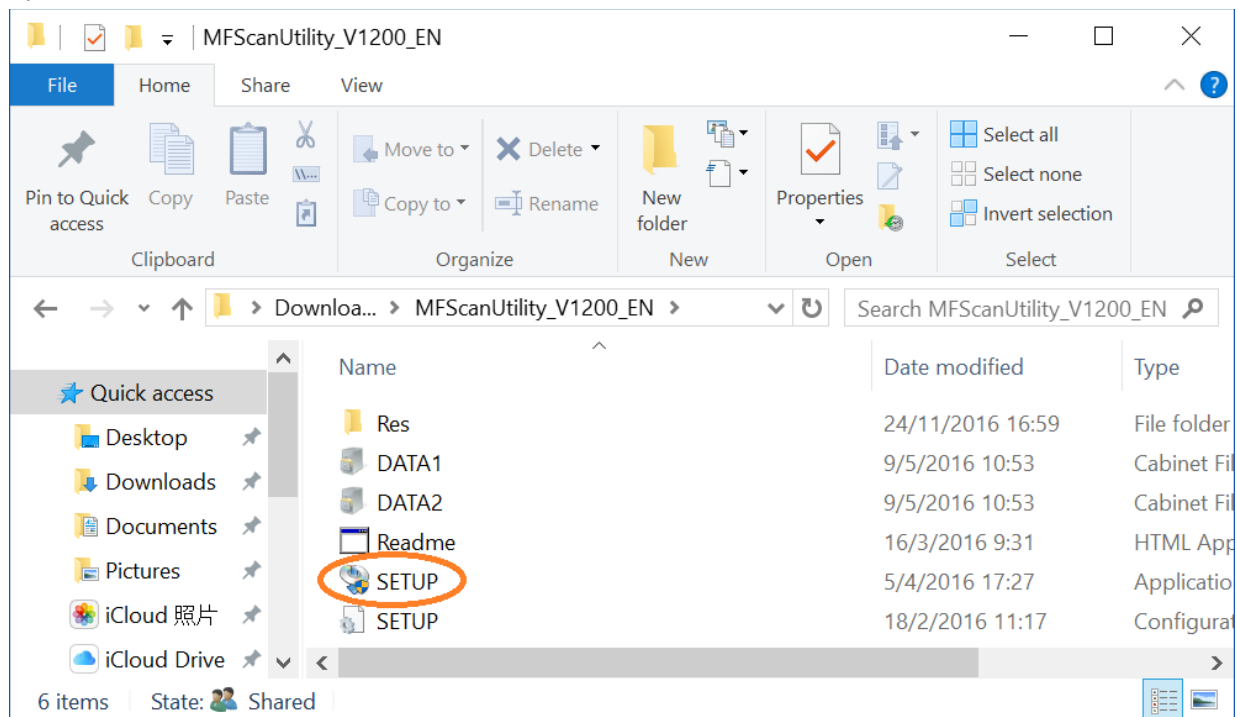 MFScanUtility_V1200_EN
File Home Share View
Pin to Quick access
Copy
Paste
Move to
Copy to
Delete
Rename
New folder
Properties
Select all
Select none
Invert selection
Clipboard Organize New Open Select
Downloa... > MFScanUtility_V1200_EN >
Search MFScanUtility_V1200_EN
Name Date modified Type
Quick access
Desktop
Downloads
Documents
Pictures
iCloud 照片
iCloud Drive
Res 24/11/2016 16:59 File folder
DATA1 9/5/2016 10:53 Cabinet Fil
DATA2 9/5/2016 10:53 Cabinet Fil
Readme 16/3/2016 9:31 HTML App
SETUP 5/4/2016 17:27 Applicatio
SETUP 18/2/2016 11:17 Configurat
6 items State: Shared